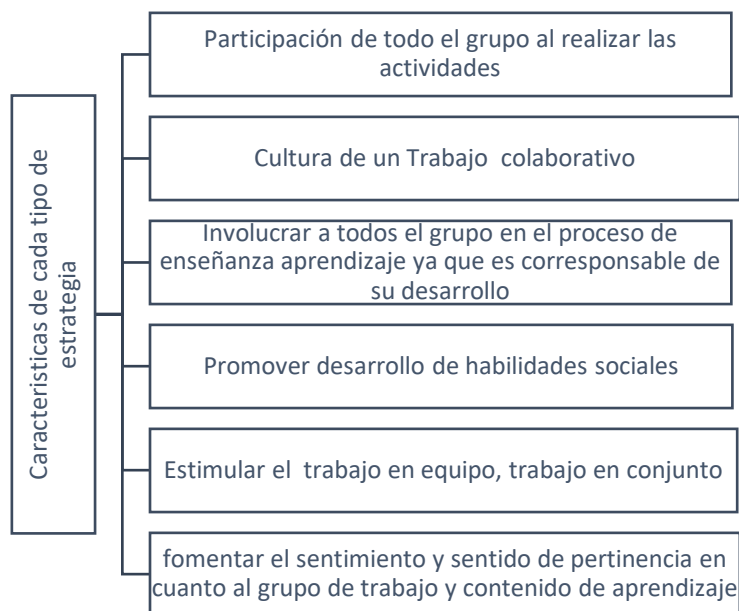 Características de cada tipo de
estrategia
Participación de todo el grupo al realizar las
actividades
Cultura de un Trabajo colaborativo
Involucrar a todos el grupo en el proceso de
enseñanza aprendizaje ya que es corresponsable de
su desarrollo
Promover desarrollo de habilidades sociales
Estimular el trabajo en equipo, trabajo en conjunto
fomentar el sentimiento y sentido de pertinencia en
cuanto al grupo de trabajo y contenido de aprendizaje